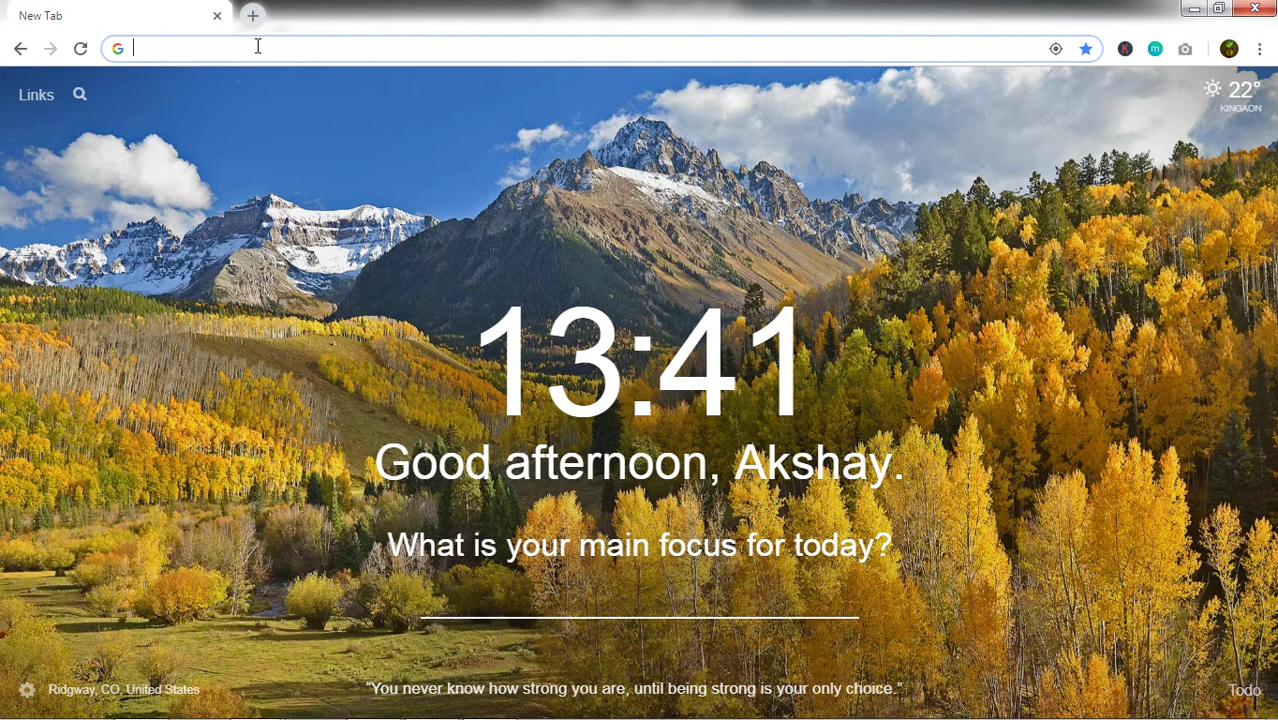 New Tab
Links
22°
KINGAON
13:41
Good afternoon, Akshay.
What is your main focus for today?
Ridgway, CO, United States
“You never know how strong you are, until being strong is your only choice.”
Todo